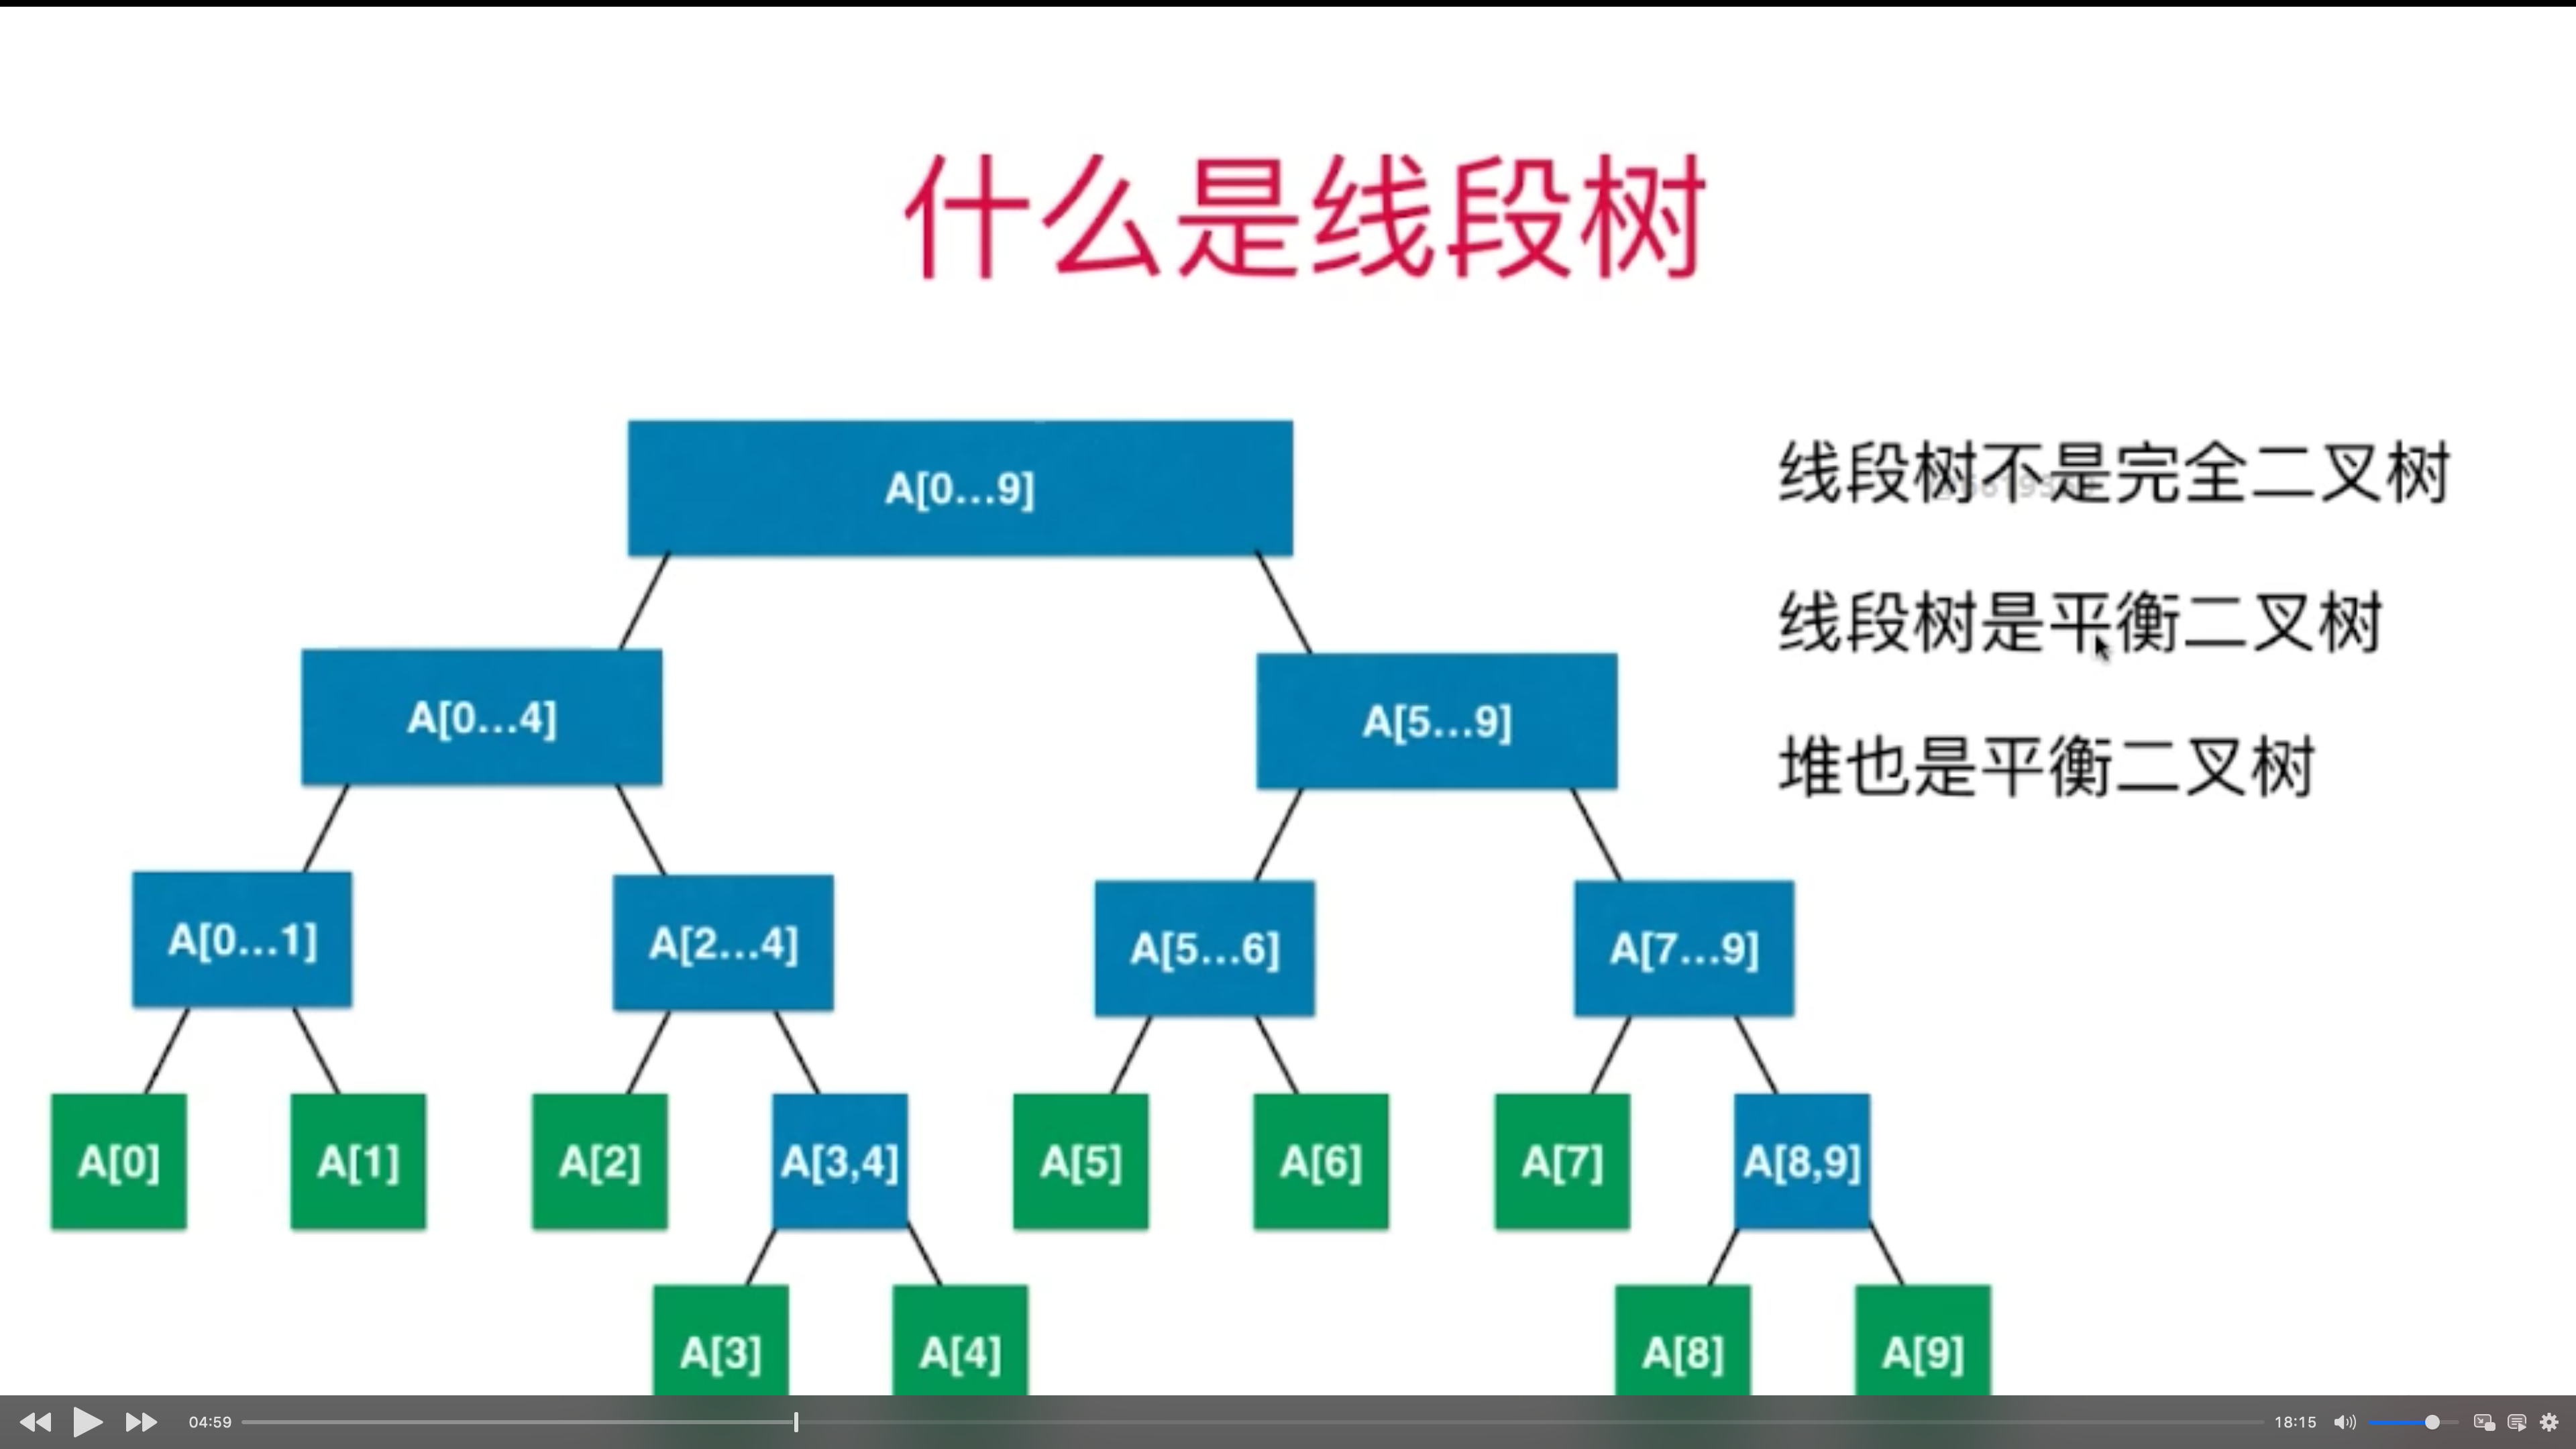 什么是线段树
A[0...9]
线段树不是完全二叉树
线段树是平衡二叉树
堆也是平衡二叉树
A[0...4]
A[5...9]
A[0...1]
A[2...4]
A[5...6]
A[7...9]
A[0]
A[1]
A[2]
A[3,4]
A[5]
A[6]
A[7]
A[8,9]
A[3]
A[4]
A[8]
A[9]
04:59
18:15